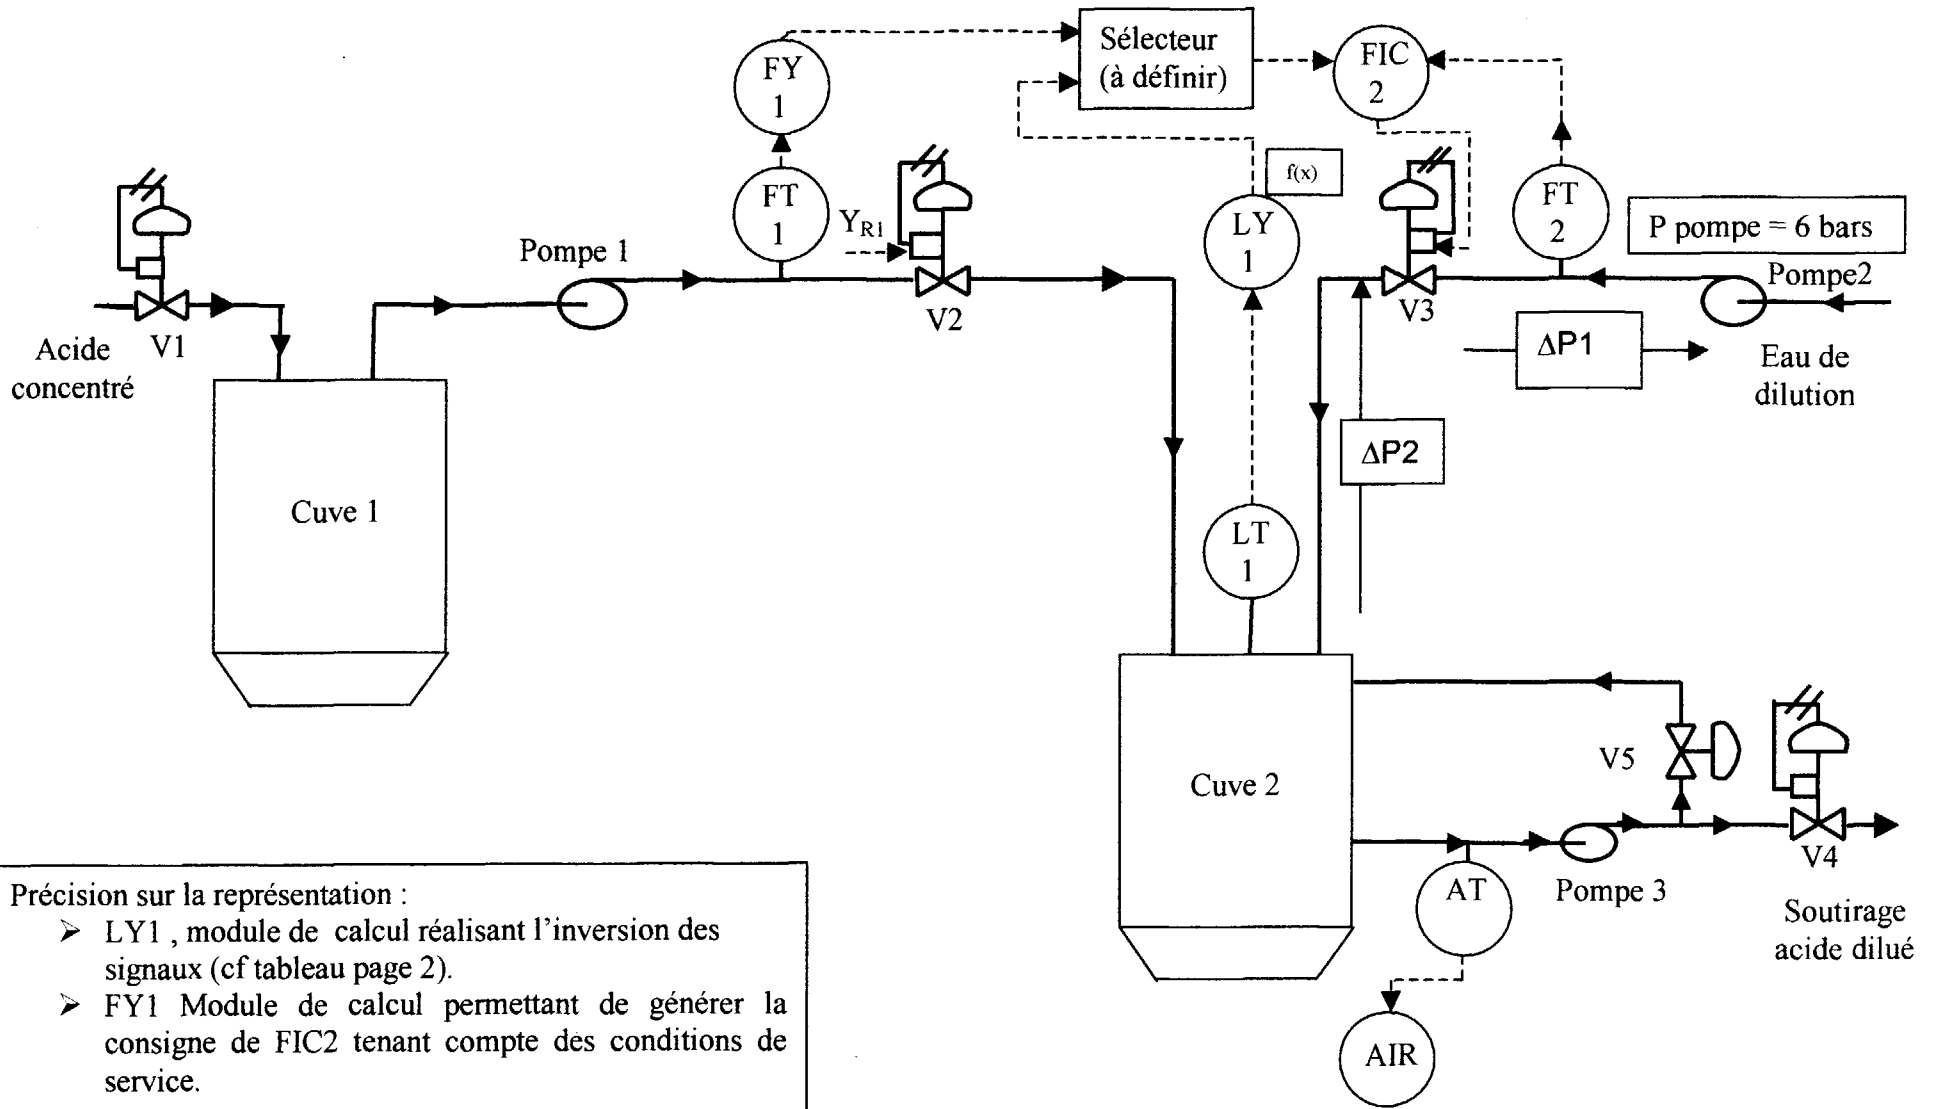 FY
1
Sélecteur
(à définir)
FIC
2
FT
1
Y_R1
f(x)
LY
1
FT
2
P pompe = 6 bars
Pompe 1
Pompe2
V1
V2
V3
Acide
concentré
ΔP1
Eau de
dilution
ΔP2
Cuve 1
LT
1
Cuve 2
V5
V4
AT
Pompe 3
Soutirage
acide dilué
AIR
Précision sur la représentation :
➢ LY1 , module de calcul réalisant l'inversion des
signaux (cf tableau page 2).
➢ FY1 Module de calcul permettant de générer la
consigne de FIC2 tenant compte des conditions de
service.